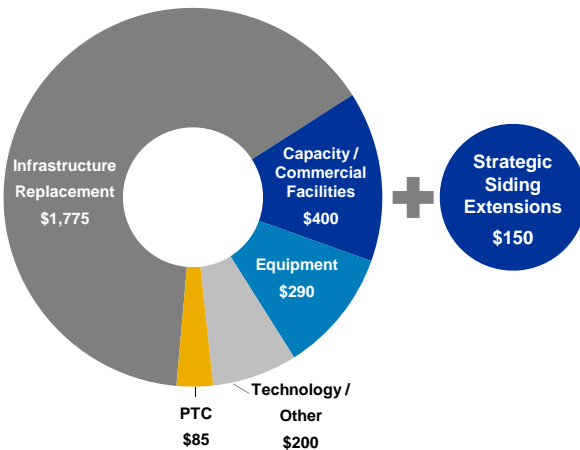 Infrastructure
Replacement
$1,775
Capacity /
Commercial
Facilities
$400
Strategic
Siding
Extensions
$150
Equipment
$290
Technology /
Other
$200
PTC
$85